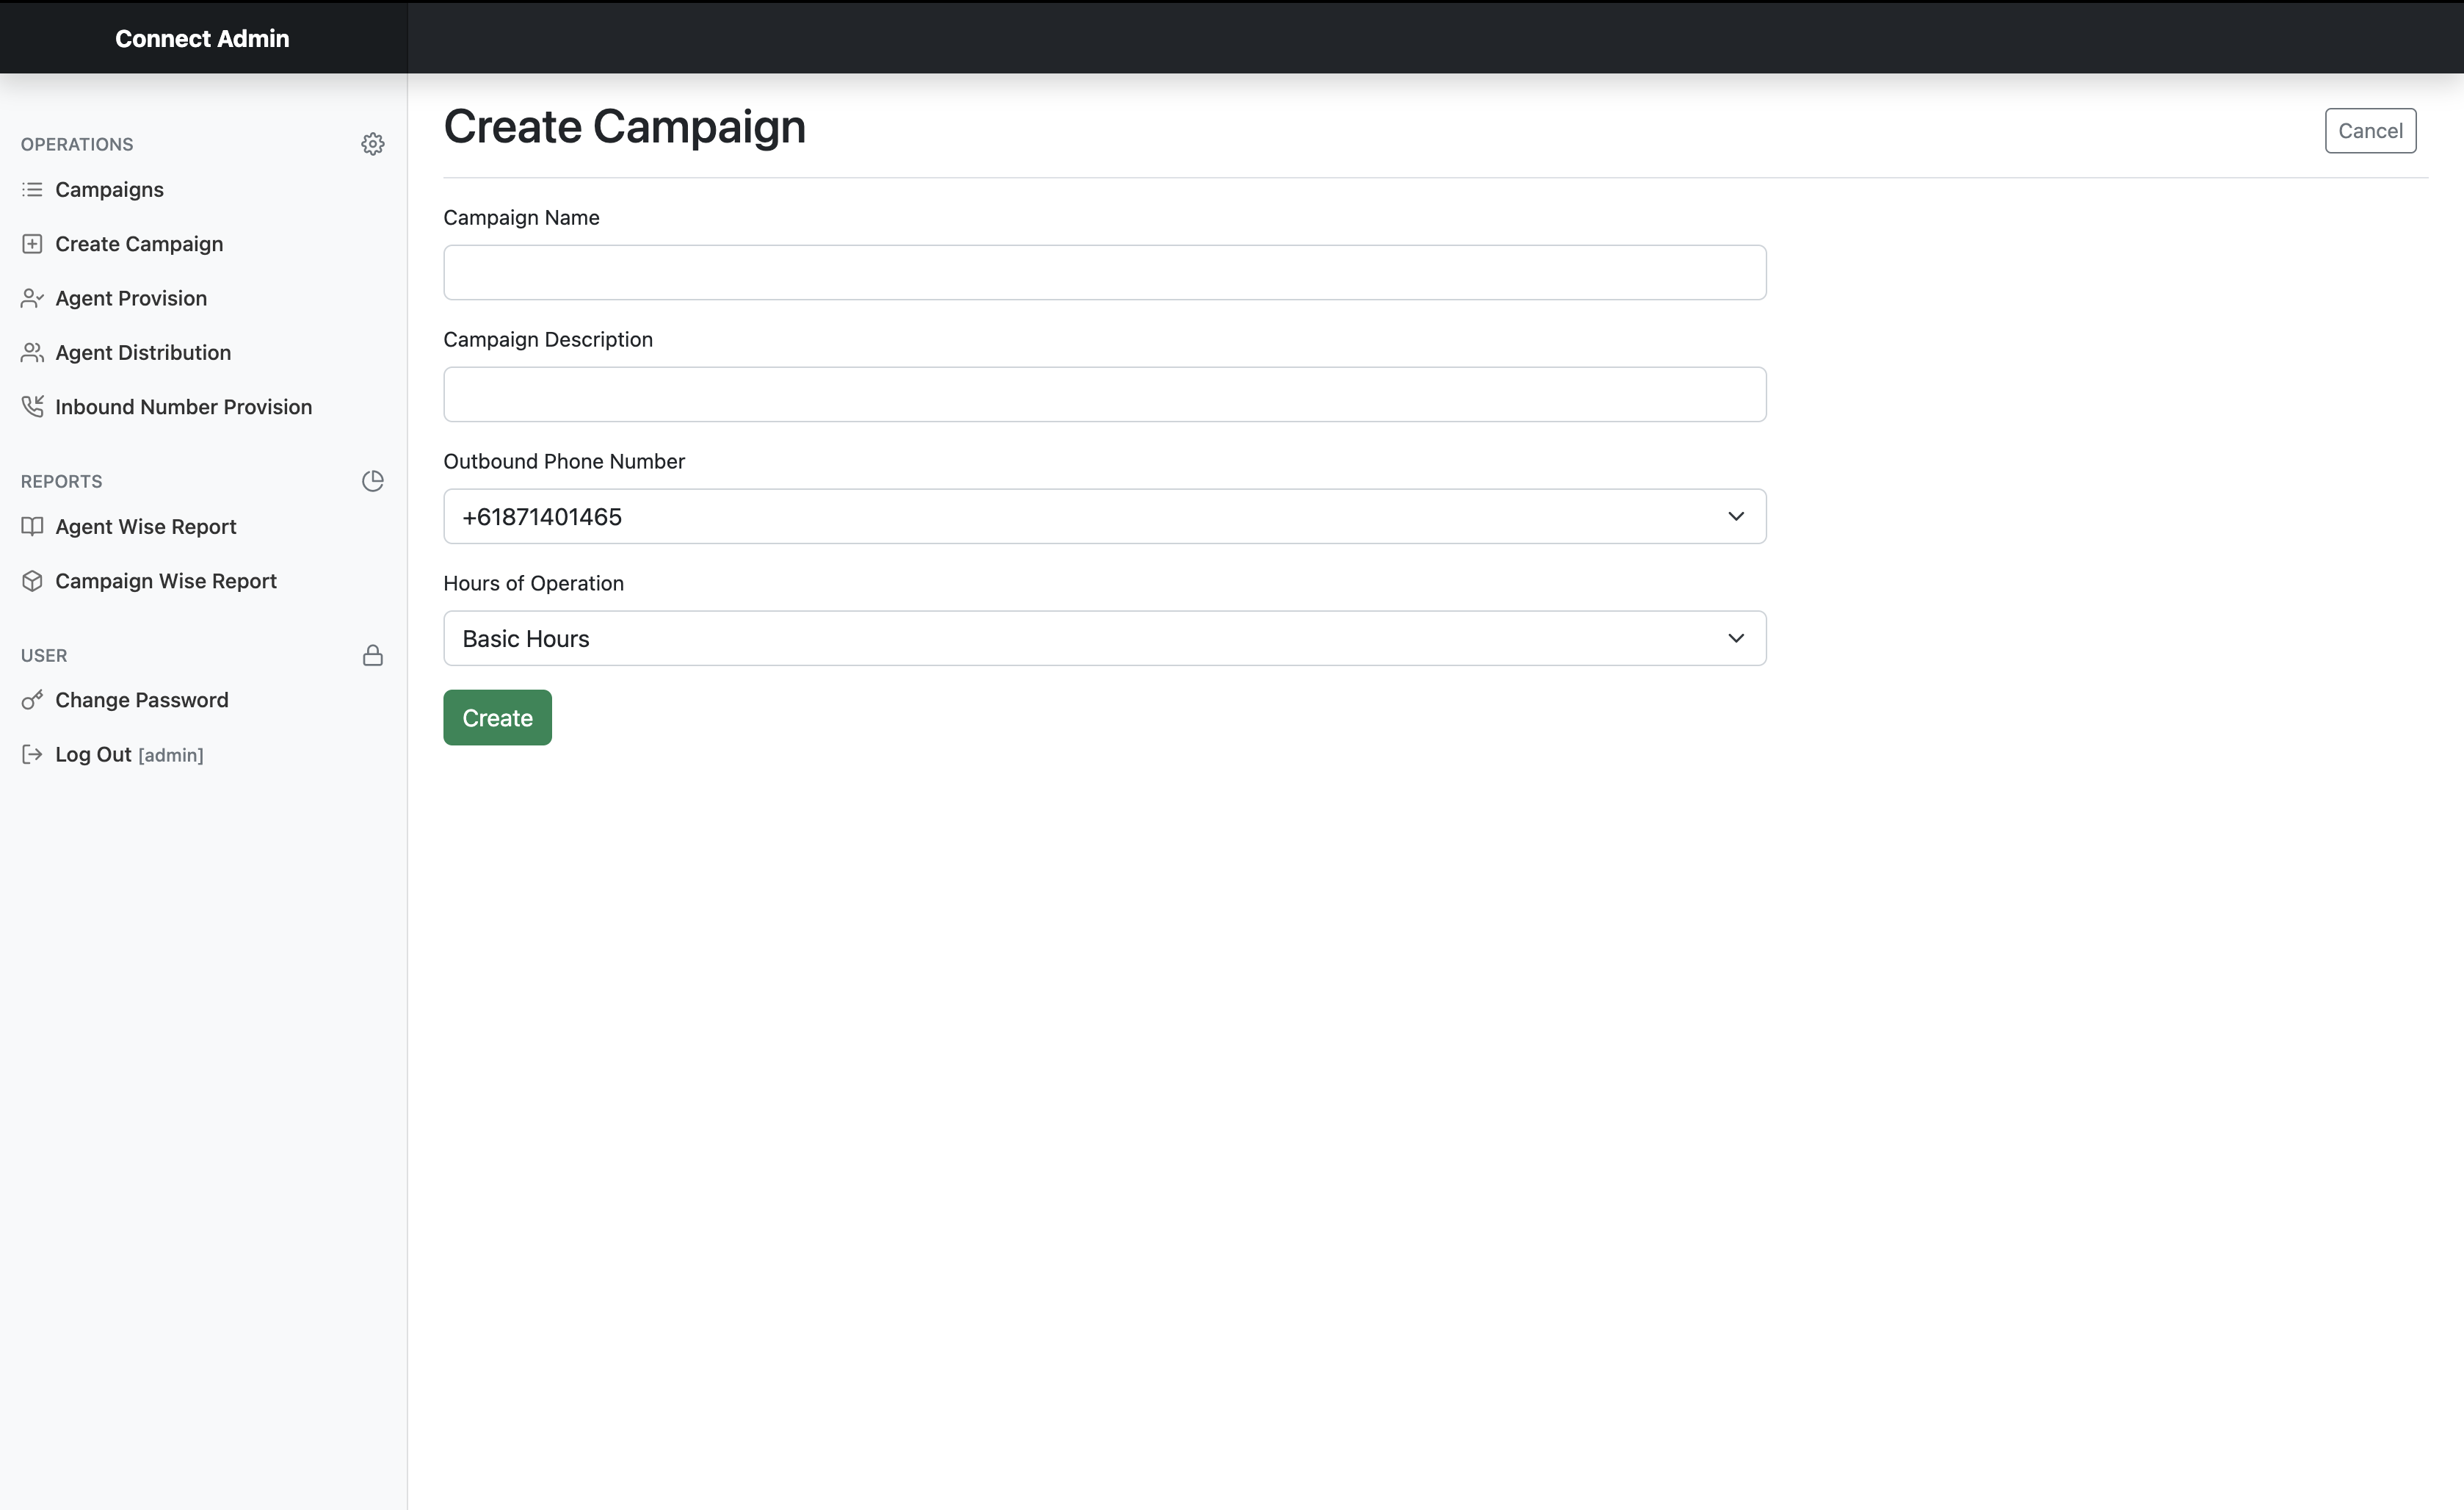 Connect Admin
OPERATIONS
Campaigns
Create Campaign
Agent Provision
Agent Distribution
Inbound Number Provision
REPORTS
Agent Wise Report
Campaign Wise Report
USER
Change Password
Log Out [admin]
Create Campaign
Cancel
Campaign Name
Campaign Description
Outbound Phone Number
+61871401465
Hours of Operation
Basic Hours
Create